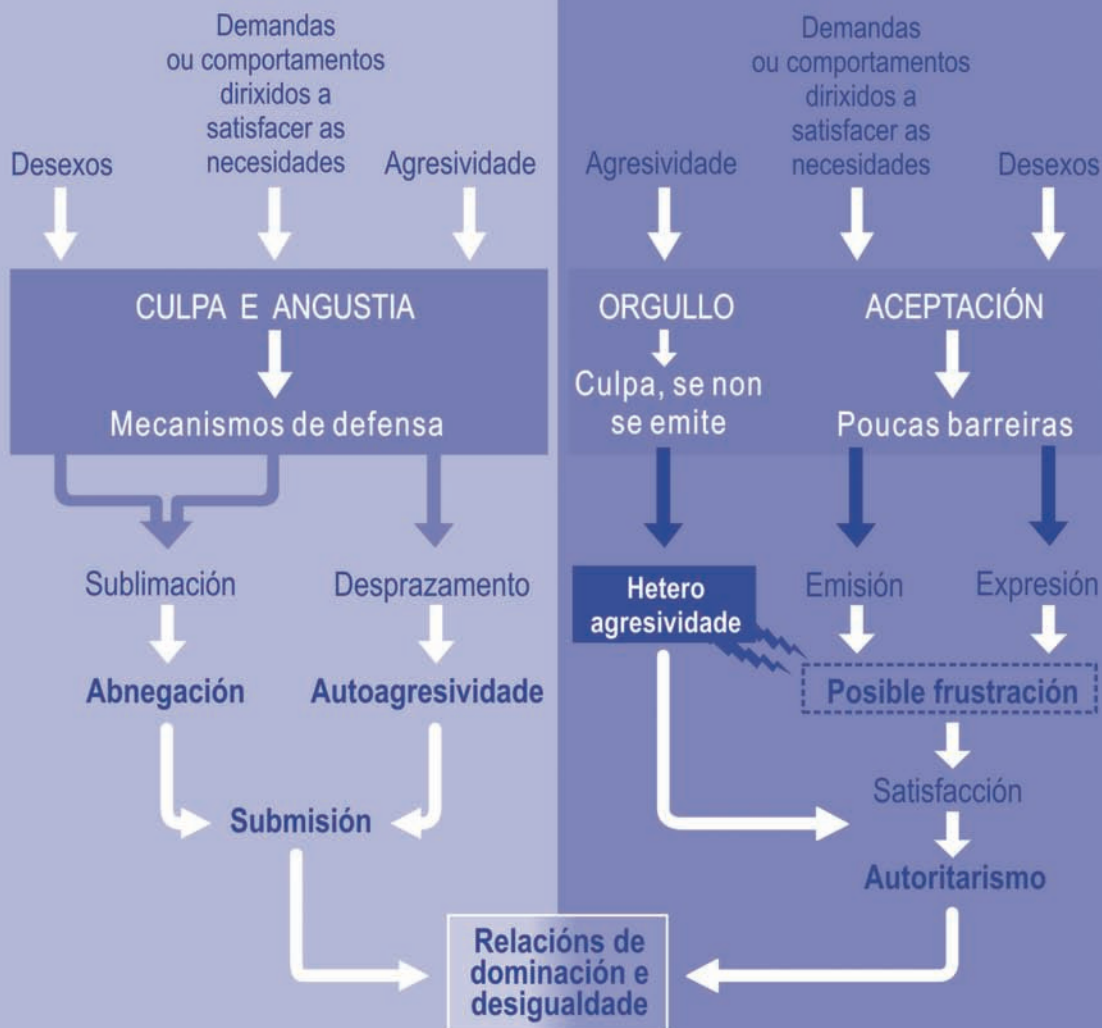 Demandas
ou comportamentos
dirixidos a
satisfacer as
necesidades
Desexos
Agresividade
CULPA E ANGUSTIA
Mecanismos de defensa
Sublimación
Desprazamento
Abnegación
Autoagresividade
Submisión
Demandas
ou comportamentos
dirixidos a
satisfacer as
necesidades
Agresividade
Desexos
ORGULLO
ACEPTACIÓN
Culpa, se non
se emite
Poucas barreiras
Hetero
agresividade
Emisión
Expresión
Posible frustración
Satisfacción
Autoritarismo
Relacións de
dominación e
desigualdade